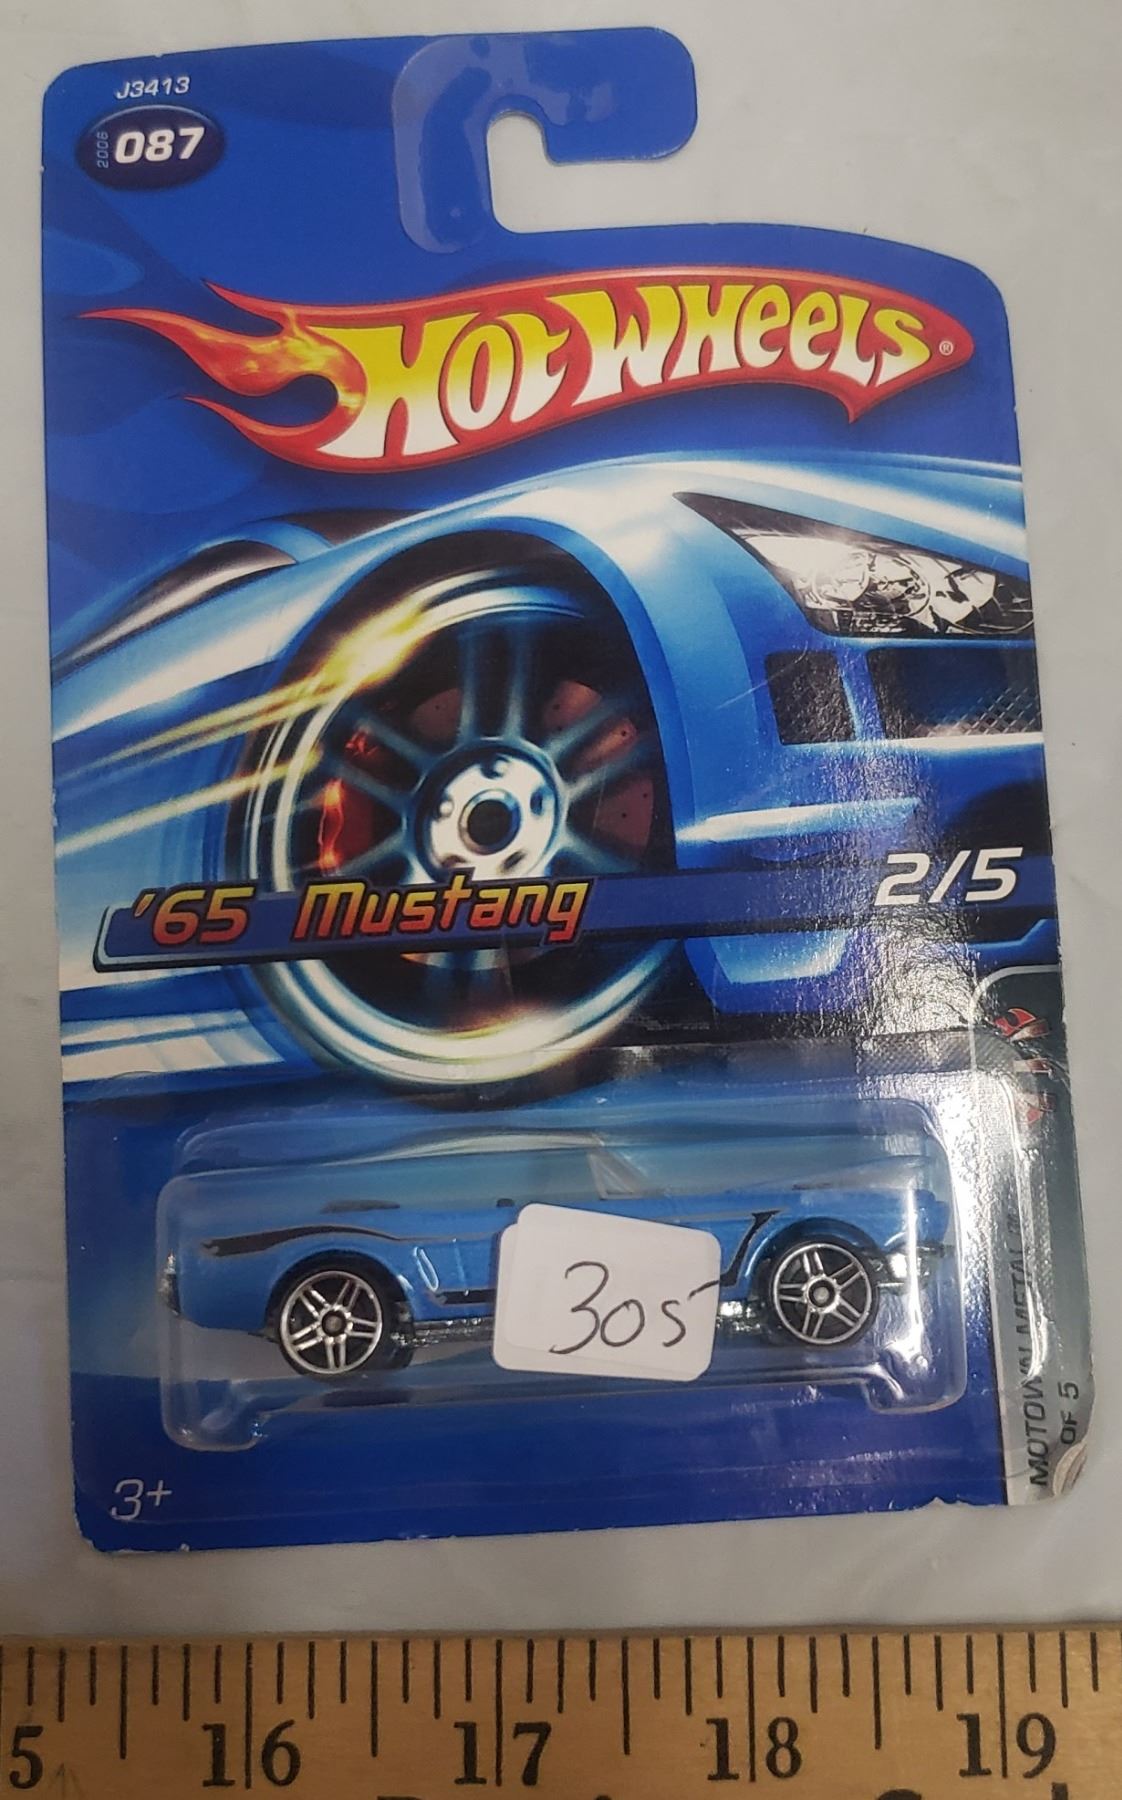 J3413
2006 087
HOT WHEELS®
'65 Mustang 2/5
305
MOTOWN METAL
OF 5
3+
5 16 17 18 19